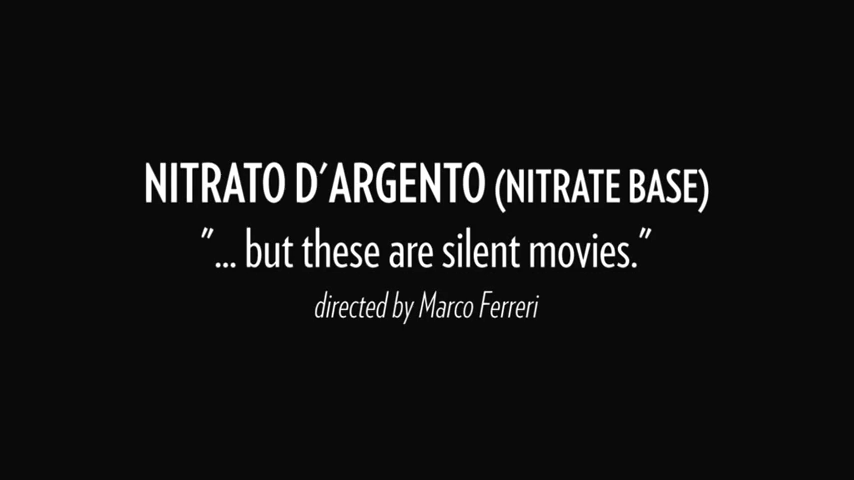 NITRATO D´ARGENTO (NITRATE BASE)
"... but these are silent movies."
directed by Marco Ferreri